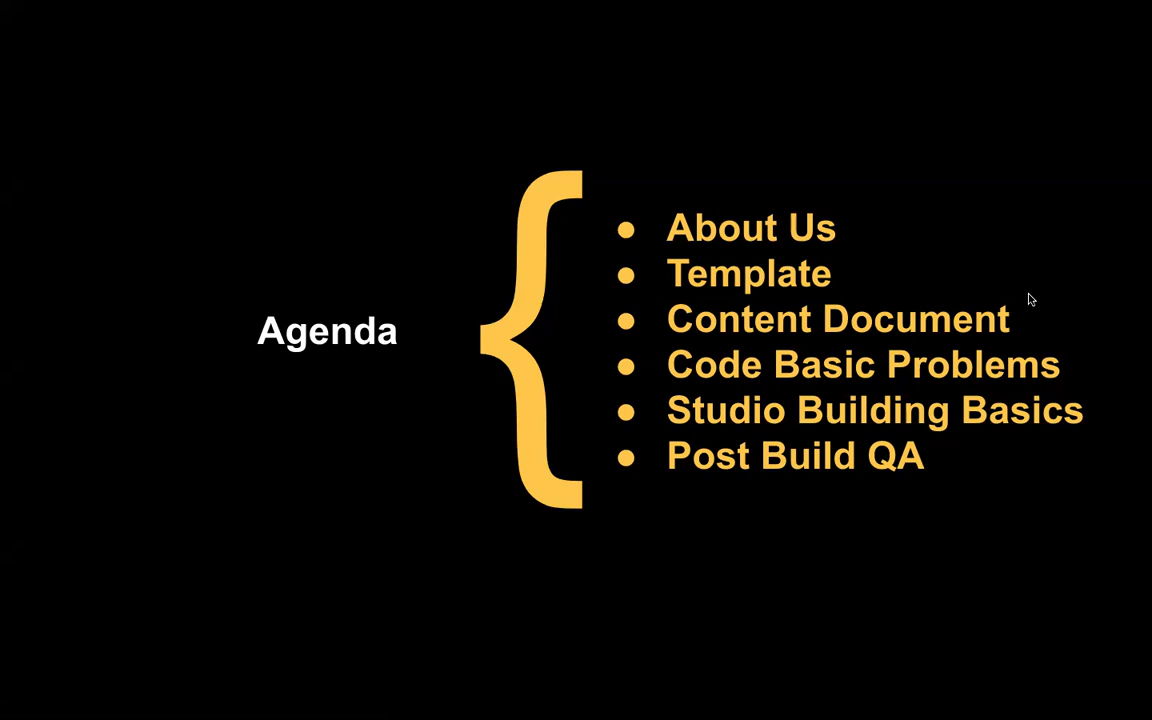 Agenda
● About Us
● Template
● Content Document
● Code Basic Problems
● Studio Building Basics
● Post Build QA